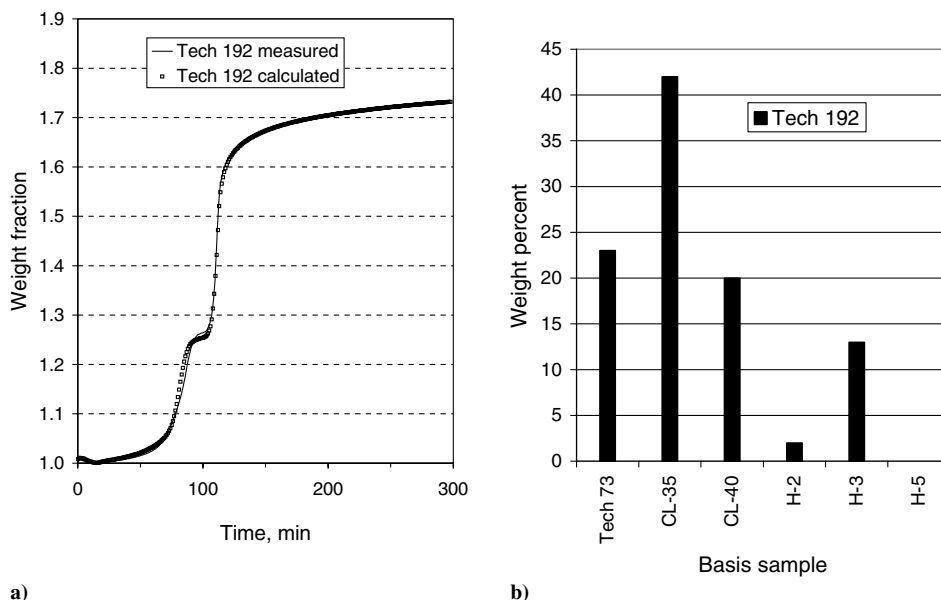 1.9
1.8
1.7
1.6
1.5
1.4
1.3
1.2
1.1
1.0
Weight fraction
Tech 192 measured
Tech 192 calculated
0
100
200
300
Time, min
a)
45
40
35
30
25
20
15
10
5
0
Weight percent
Tech 192
Tech 73
CL-35
CL-40
H-2
H-3
H-5
Basis sample
b)